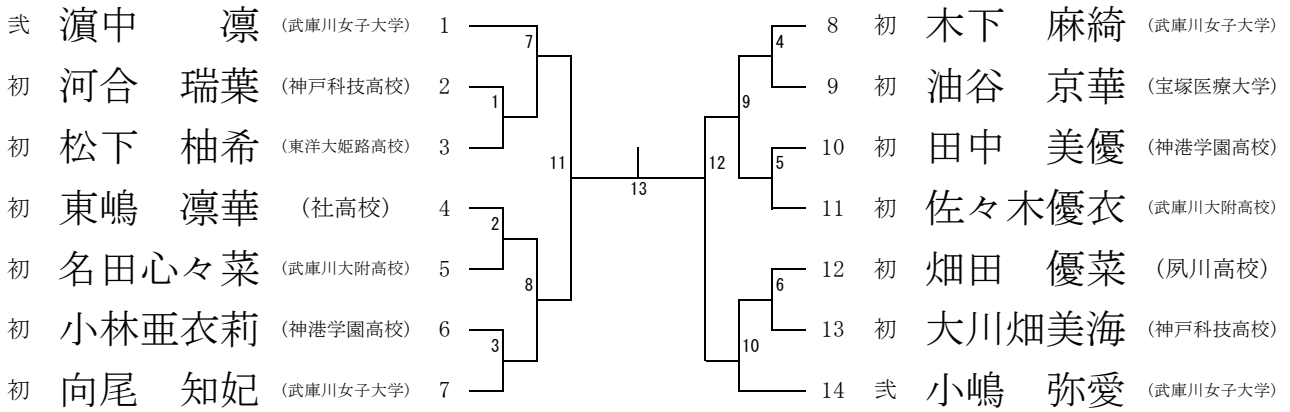 弐 濵中　凛 (武庫川女子大学) 1
初 河合　瑞葉 (神戸科技高校) 2
初 松下　柚希 (東洋大姫路高校) 3
初 東嶋　凛華 (社高校) 4
初 名田心々菜 (武庫川大附高校) 5
初 小林亜衣莉 (神港学園高校) 6
初 向尾　知妃 (武庫川女子大学) 7
7
1
11
2
8
3
13
4
9
12
5
6
10
8 初 木下　麻綺 (武庫川女子大学)
9 初 油谷　京華 (宝塚医療大学)
10 初 田中　美優 (神港学園高校)
11 初 佐々木優衣 (武庫川大附高校)
12 初 畑田　優菜 (夙川高校)
13 初 大川畑美海 (神戸科技高校)
14 弐 小嶋　弥愛 (武庫川女子大学)